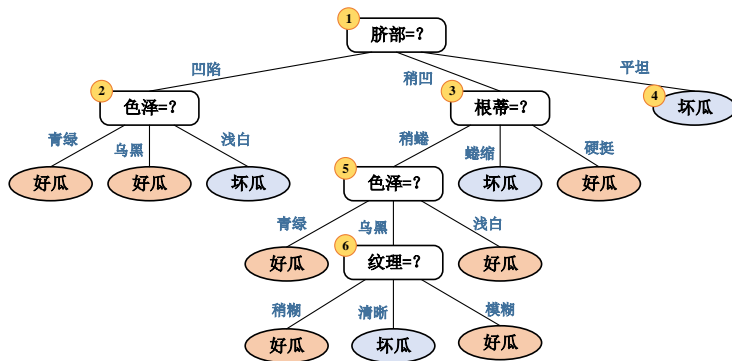 1
脐部=?
凹陷
稍凹
平坦
2
色泽=?
3
根蒂=?
4
坏瓜
青绿
乌黑
浅白
稍蜷
蜷缩
硬挺
好瓜
好瓜
坏瓜
5
色泽=?
坏瓜
好瓜
青绿
乌黑
浅白
好瓜
6
纹理=?
好瓜
稍糊
清晰
模糊
好瓜
坏瓜
好瓜